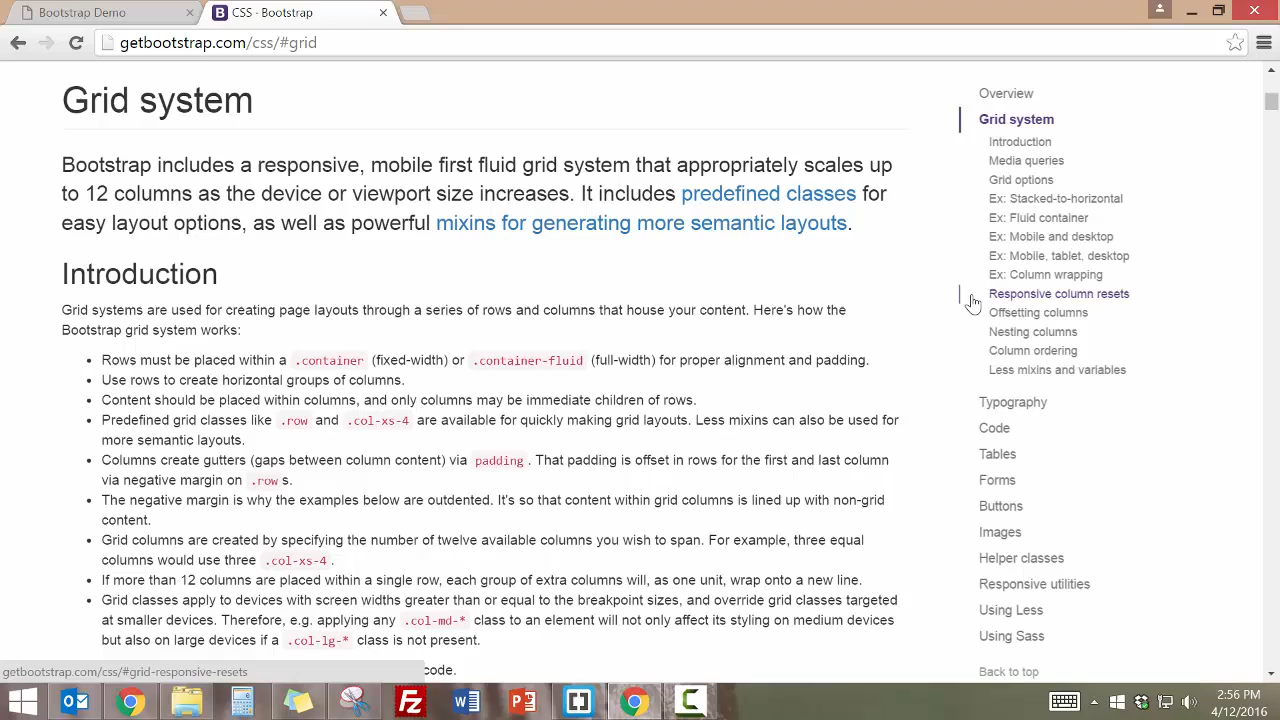 Bootstrap Demo
CSS · Bootstrap
getbootstrap.com/css/#grid
Grid system
Bootstrap includes a responsive, mobile first fluid grid system that appropriately scales up
to 12 columns as the device or viewport size increases. It includes predefined classes for
easy layout options, as well as powerful mixins for generating more semantic layouts.
Introduction
Grid systems are used for creating page layouts through a series of rows and columns that house your content. Here's how the
Bootstrap grid system works:
Rows must be placed within a .container (fixed-width) or .container-fluid (full-width) for proper alignment and padding.
Use rows to create horizontal groups of columns.
Content should be placed within columns, and only columns may be immediate children of rows.
Predefined grid classes like .row and .col-xs-4 are available for quickly making grid layouts. Less mixins can also be used for
more semantic layouts.
Columns create gutters (gaps between column content) via padding. That padding is offset in rows for the first and last column
via negative margin on .row s.
The negative margin is why the examples below are outdented. It's so that content within grid columns is lined up with non-grid
content.
Grid columns are created by specifying the number of twelve available columns you wish to span. For example, three equal
columns would use three .col-xs-4.
If more than 12 columns are placed within a single row, each group of extra columns will, as one unit, wrap onto a new line.
Grid classes apply to devices with screen widths greater than or equal to the breakpoint sizes, and override grid classes targeted
at smaller devices. Therefore, e.g. applying any .col-md-* class to an element will not only affect its styling on medium devices
but also on large devices if a .col-lg-* class is not present.
code.
Overview
Grid system
Introduction
Media queries
Grid options
Ex: Stacked-to-horizontal
Ex: Fluid container
Ex: Mobile and desktop
Ex: Mobile, tablet, desktop
Ex: Column wrapping
Responsive column resets
Offsetting columns
Nesting columns
Column ordering
Less mixins and variables
Typography
Code
Tables
Forms
Buttons
Images
Helper classes
Responsive utilities
Using Less
Using Sass
Back to top
getbootstrap.com/css/#grid-responsive-resets
2:56 PM
4/12/2016